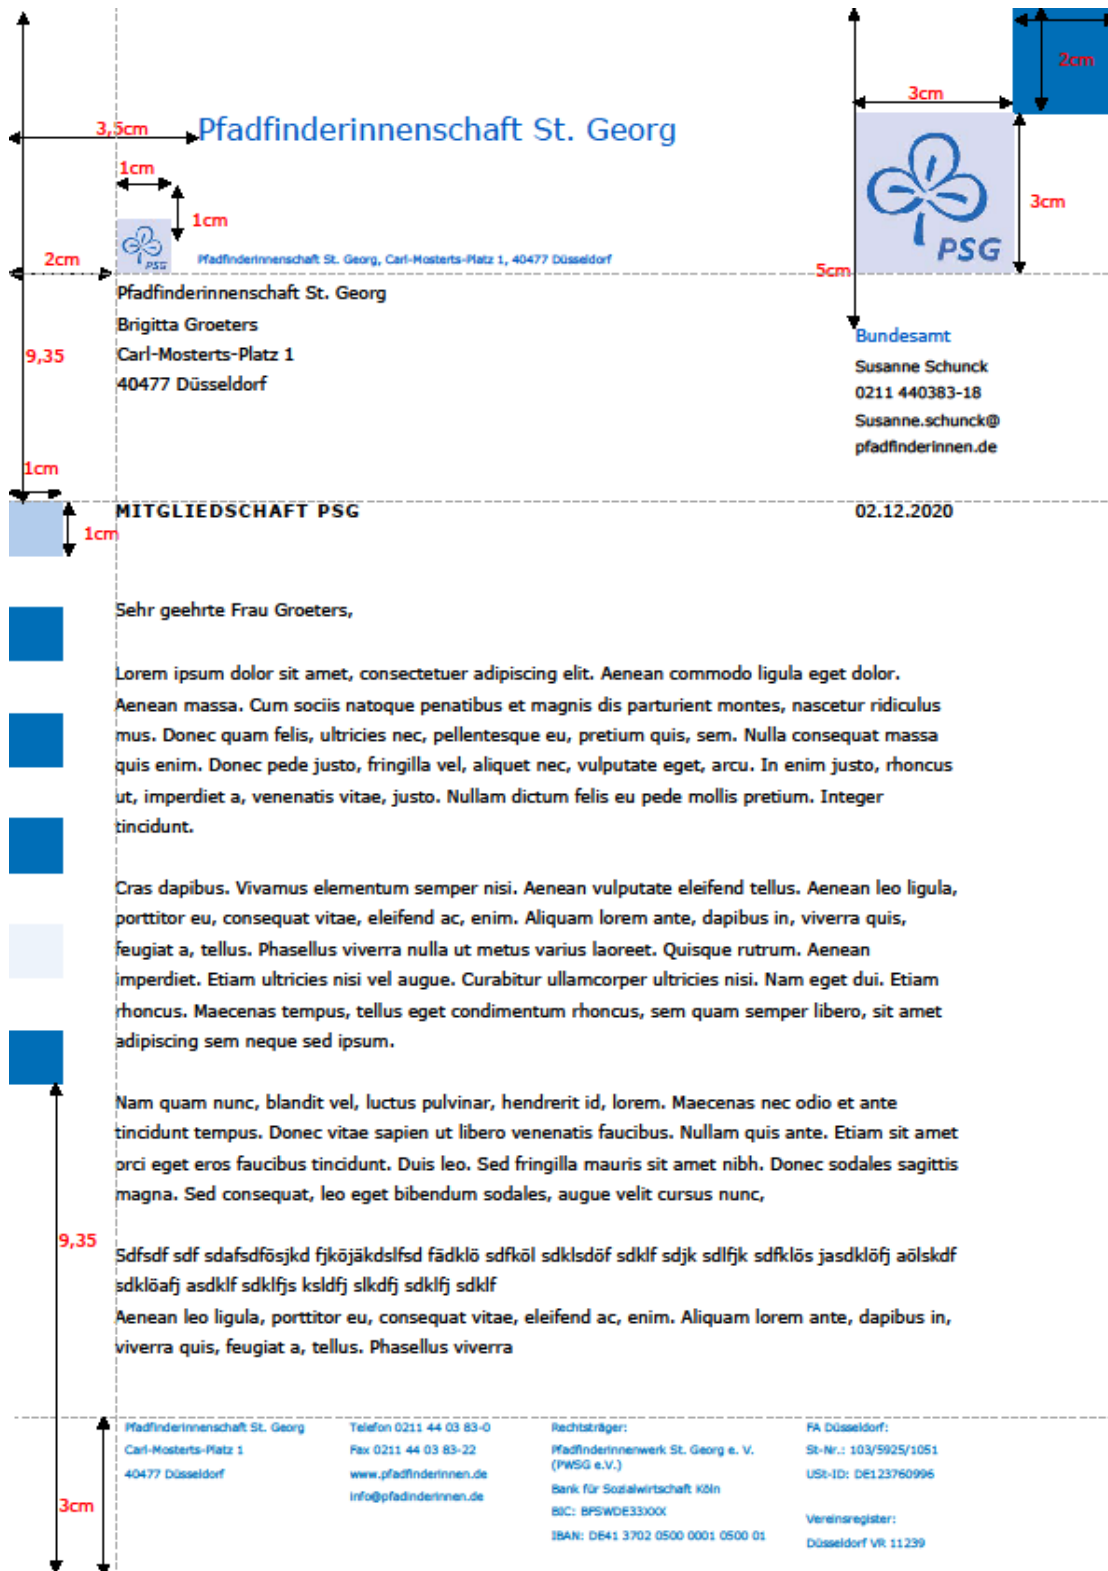 2cm
3cm
3,5cm
Pfadfinderinnenschaft St. Georg
1cm
1cm
3cm
PSG
PSG
2cm
Pfadfinderinnenschaft St. Georg, Carl-Mosterts-Platz 1, 40477 Düsseldorf
5cm
Pfadfinderinnenschaft St. Georg
Brigitta Groeters
Carl-Mosterts-Platz 1
40477 Düsseldorf
9,35
Bundesamt
Susanne Schunck
0211 440383-18
Susanne.schunck@
pfadfinderinnen.de
1cm
MITGLIEDSCHAFT PSG
02.12.2020
1cm
Sehr geehrte Frau Groeters,
Lorem ipsum dolor sit amet, consectetuer adipiscing elit. Aenean commodo ligula eget dolor.
Aenean massa. Cum sociis natoque penatibus et magnis dis parturient montes, nascetur ridiculus
mus. Donec quam felis, ultricies nec, pellentesque eu, pretium quis, sem. Nulla consequat massa
quis enim. Donec pede justo, fringilla vel, aliquet nec, vulputate eget, arcu. In enim justo, rhoncus
ut, imperdiet a, venenatis vitae, justo. Nullam dictum felis eu pede mollis pretium. Integer
tincidunt.
Cras dapibus. Vivamus elementum semper nisi. Aenean vulputate eleifend tellus. Aenean leo ligula,
porttitor eu, consequat vitae, eleifend ac, enim. Aliquam lorem ante, dapibus in, viverra quis,
feugiat a, tellus. Phasellus viverra nulla ut metus varius laoreet. Quisque rutrum. Aenean
imperdiet. Etiam ultricies nisi vel augue. Curabitur ullamcorper ultricies nisi. Nam eget dui. Etiam
rhoncus. Maecenas tempus, tellus eget condimentum rhoncus, sem quam semper libero, sit amet
adipiscing sem neque sed ipsum.
Nam quam nunc, blandit vel, luctus pulvinar, hendrerit id, lorem. Maecenas nec odio et ante
tincidunt tempus. Donec vitae sapien ut libero venenatis faucibus. Nullam quis ante. Etiam sit amet
orci eget eros faucibus tincidunt. Duis leo. Sed fringilla mauris sit amet nibh. Donec sodales sagittis
magna. Sed consequat, leo eget bibendum sodales, augue velit cursus nunc,
9,35
Sdfsdf sdf sdafsdfösjkd fjköjäkdslfsd fädklö sdfköl sdklsdöf sdklf sdjk sdlfjk sdfklös jasdklöfj aölskdf
sdklöafj asdklf sdklfjs ksldfj slkdfj sdklfj sdklf
Aenean leo ligula, porttitor eu, consequat vitae, eleifend ac, enim. Aliquam lorem ante, dapibus in,
viverra quis, feugiat a, tellus. Phasellus viverra
3cm
Pfadfinderinnenschaft St. Georg
Carl-Mosterts-Platz 1
40477 Düsseldorf
Telefon 0211 44 03 83-0
Fax 0211 44 03 83-22
www.pfadfinderinnen.de
info@pfadinderinnen.de
Rechtsträger:
Pfadfinderinnenwerk St. Georg e. V.
(PWSG e.V.)
Bank für Sozialwirtschaft Köln
BIC: BFSWDE33XXX
IBAN: DE41 3702 0500 0001 0500 01
FA Düsseldorf:
St-Nr.: 103/5925/1051
USt-ID: DE123760996
Vereinsregister:
Düsseldorf VR 11239